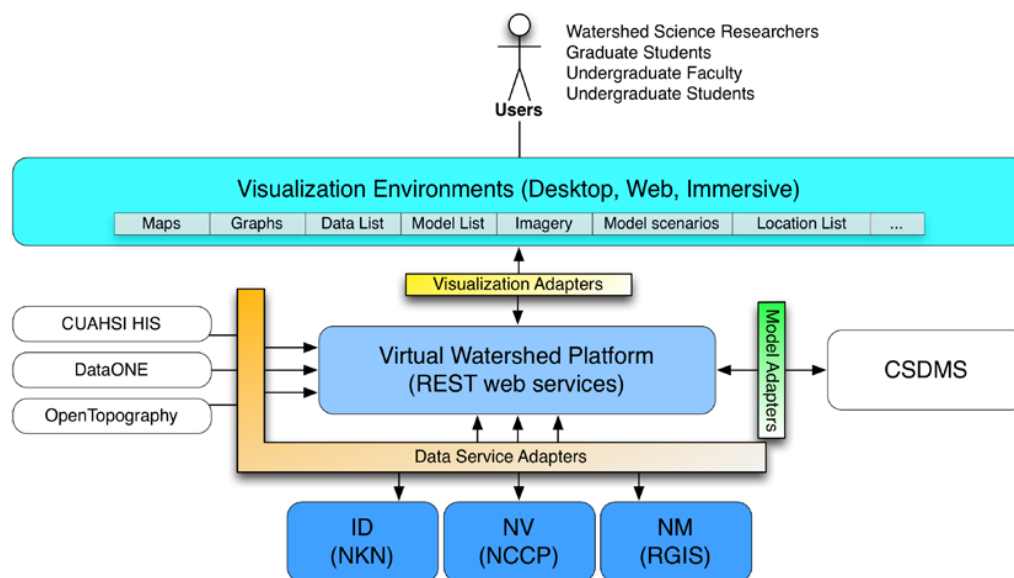 Watershed Science Researchers
Graduate Students
Undergraduate Faculty
Undergraduate Students
Users
Visualization Environments (Desktop, Web, Immersive)
Maps Graphs Data List Model List Imagery Model scenarios Location List ...
Visualization Adapters
CUAHSI HIS
DataONE
OpenTopography
Virtual Watershed Platform
(REST web services)
Model Adapters
CSDMS
Data Service Adapters
ID
(NKN)
NV
(NCCP)
NM
(RGIS)